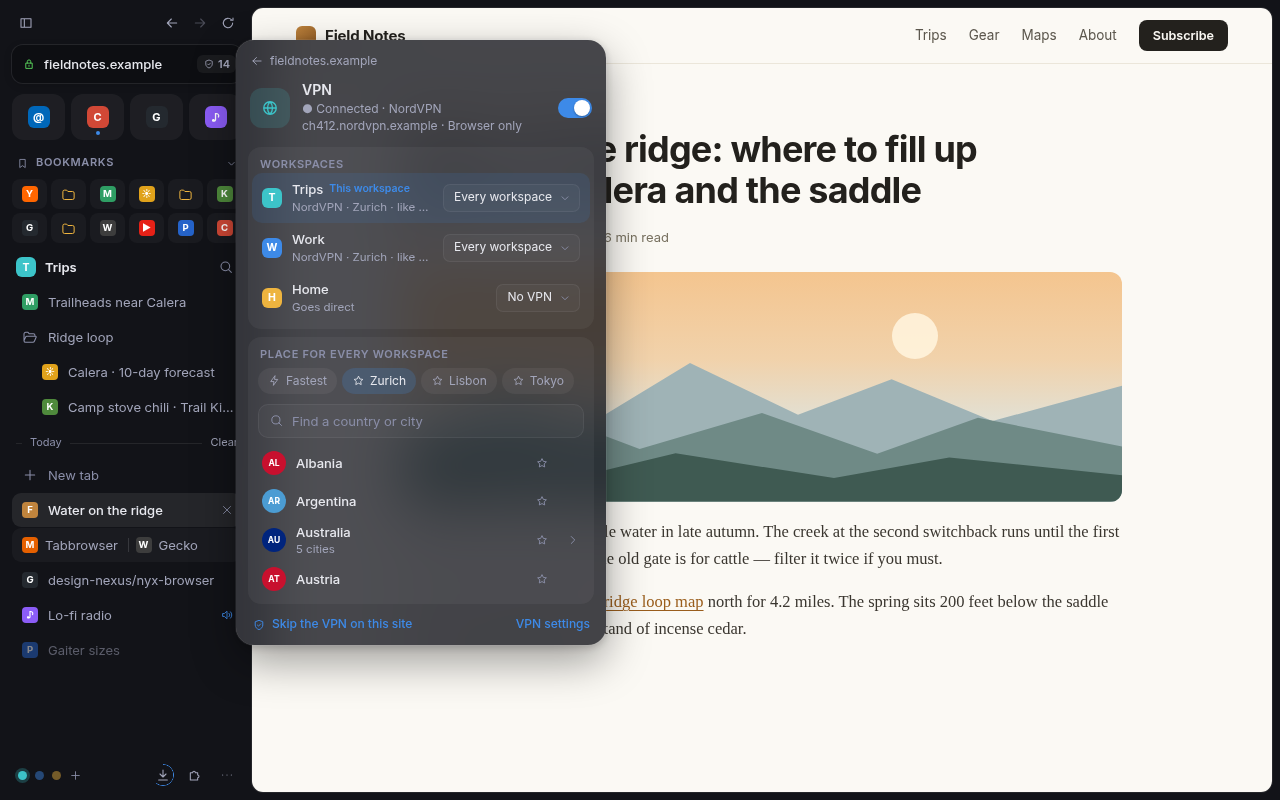 fieldnotes.example
14
@
C
G
BOOKMARKS
Y
M
K
G
W
P
C
T Trips
M Trailheads near Calera
Ridge loop
Calera · 10-day forecast
K Camp stove chili · Trail Ki...
Today
Clear
New tab
F Water on the ridge
M Tabbrowser
W Gecko
G design-nexus/nyx-browser
Lo-fi radio
P Gaiter sizes
fieldnotes.example
VPN
Connected · NordVPN
ch412.nordvpn.example · Browser only
WORKSPACES
T Trips This workspace
NordVPN · Zurich · like ...
Every workspace
W Work
NordVPN · Zurich · like ...
Every workspace
H Home
Goes direct
No VPN
PLACE FOR EVERY WORKSPACE
Fastest
Zurich
Lisbon
Tokyo
Find a country or city
AL Albania
AR Argentina
AU Australia
5 cities
AT Austria
Skip the VPN on this site
VPN settings
Field Notes
Trips
Gear
Maps
About
Subscribe
ridge: where to fill up
and the saddle
6 min read
water in late autumn. The creek at the second switchback runs until the first
old gate is for cattle — filter it twice if you must.
ridge loop map north for 4.2 miles. The spring sits 200 feet below the saddle
of incense cedar.